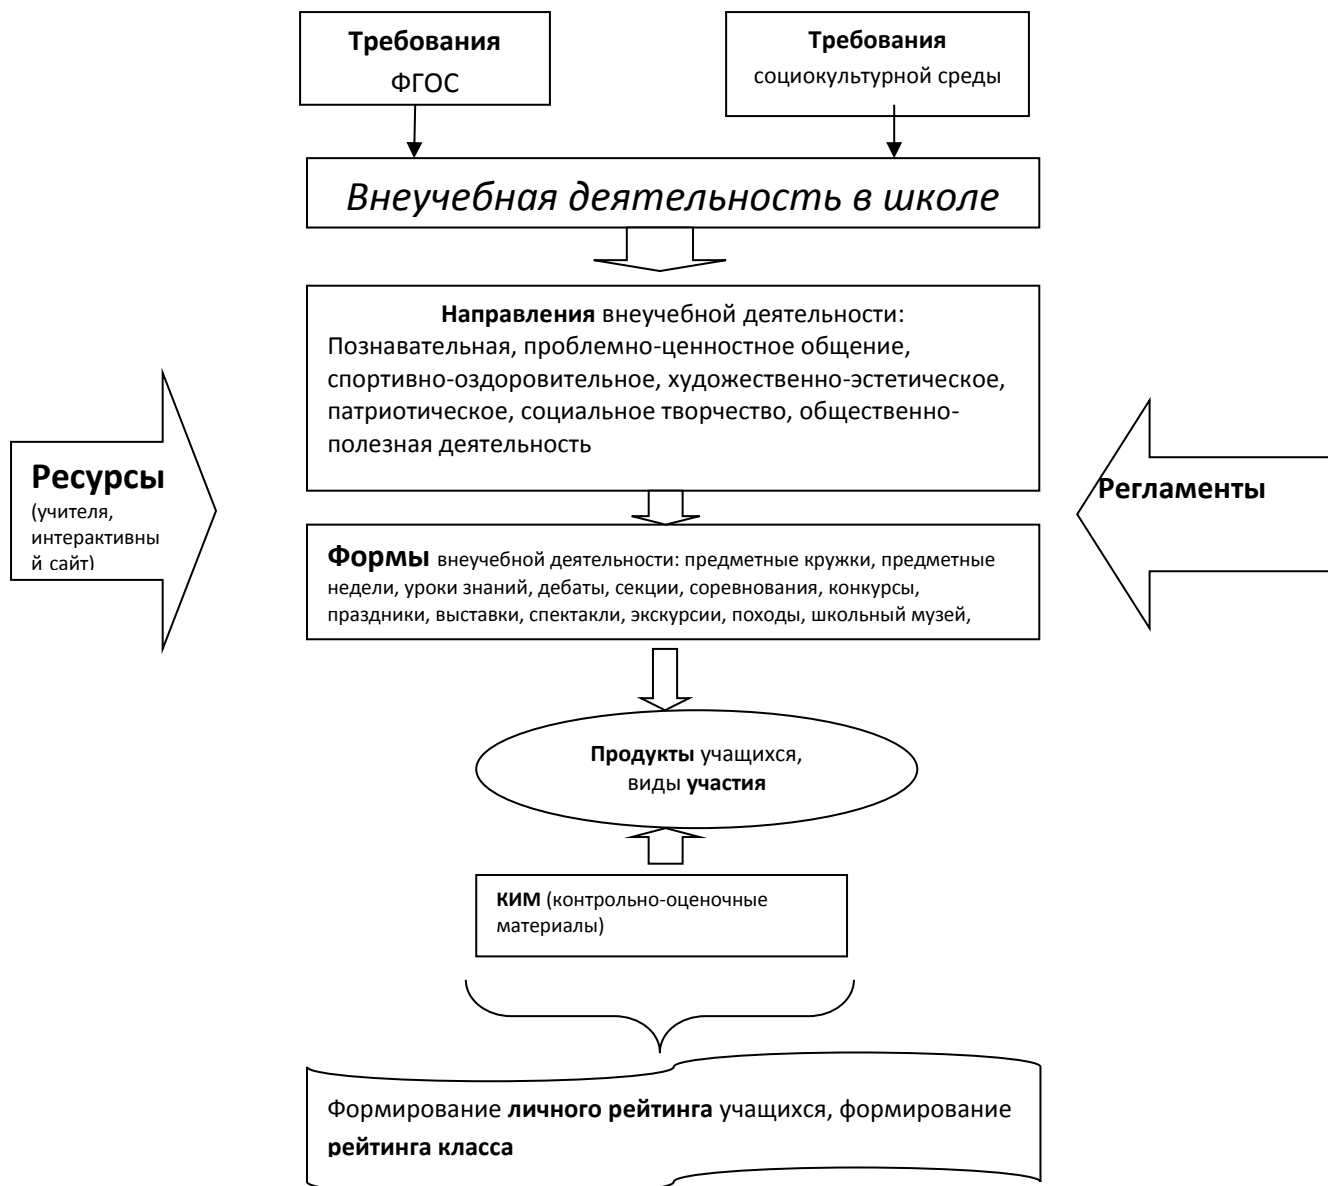 Требования
ФГОС
Требования
социокультурной среды
Внеучебная деятельность в школе
Направления внеучебной деятельности:
Познавательная, проблемно-ценностное общение,
спортивно-оздоровительное, художественно-эстетическое,
патриотическое, социальное творчество, общественно-
полезная деятельность
Ресурсы
(учителя,
интерактивны
й сайт)
Регламенты
Формы внеучебной деятельности: предметные кружки, предметные
недели, уроки знаний, дебаты, секции, соревнования, конкурсы,
праздники, выставки, спектакли, экскурсии, походы, школьный музей,
Продукты учащихся,
виды участия
КИМ (контрольно-оценочные
материалы)
Формирование личного рейтинга учащихся, формирование
рейтинга класса